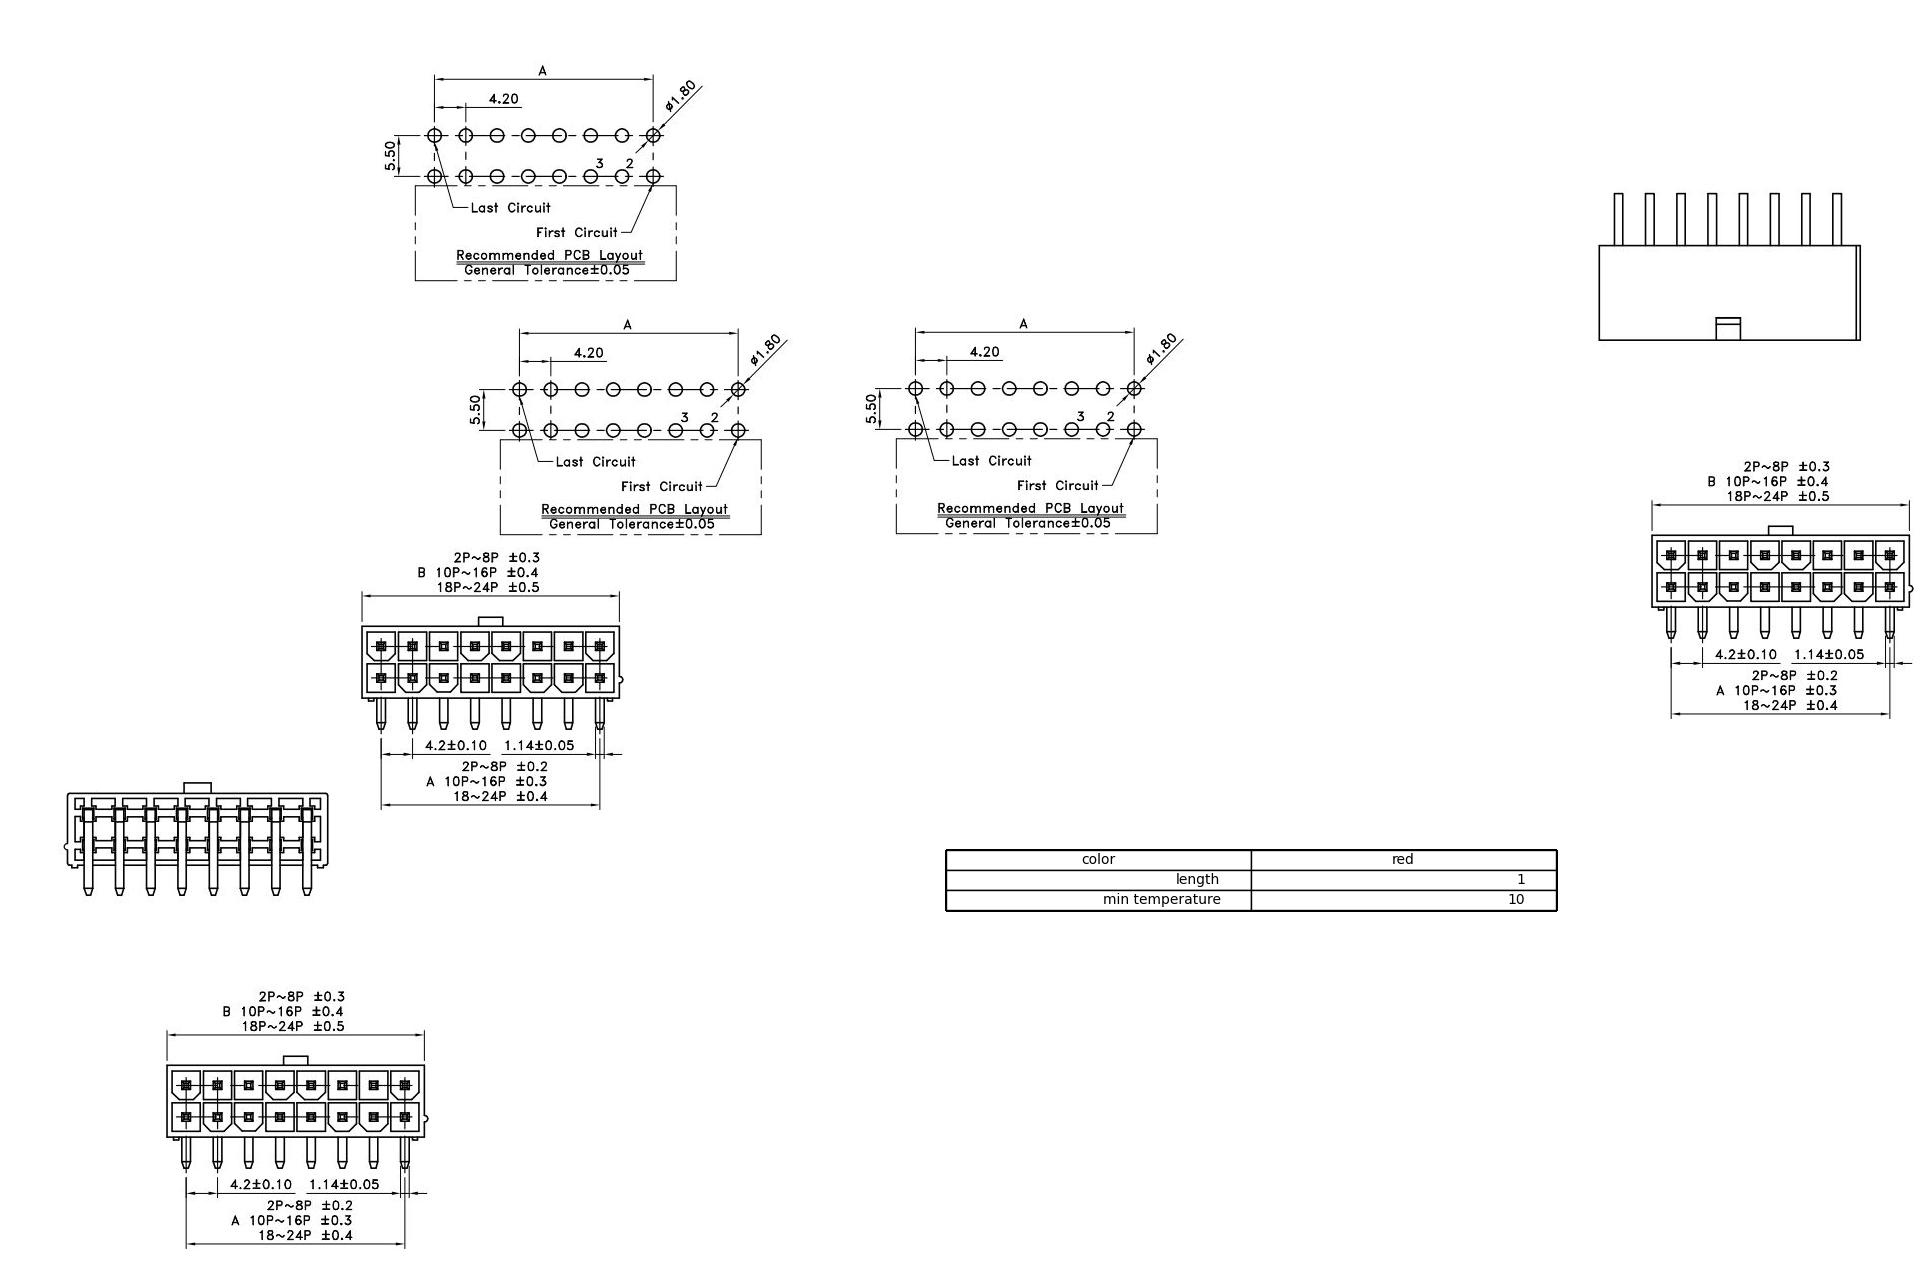 A
4.20
ø1.80
5.50
3 2
Last Circuit
First Circuit
Recommended PCB Layout
General Tolerance±0.05
A
4.20
ø1.80
5.50
3 2
Last Circuit
First Circuit
Recommended PCB Layout
General Tolerance±0.05
A
4.20
ø1.80
5.50
3 2
Last Circuit
First Circuit
Recommended PCB Layout
General Tolerance±0.05
2P~8P ±0.3
B 10P~16P ±0.4
18P~24P ±0.5
4.2±0.10 1.14±0.05
2P~8P ±0.2
A 10P~16P ±0.3
18~24P ±0.4
2P~8P ±0.3
B 10P~16P ±0.4
18P~24P ±0.5
4.2±0.10 1.14±0.05
2P~8P ±0.2
A 10P~16P ±0.3
18~24P ±0.4
color red
length 1
min temperature 10
2P~8P ±0.3
B 10P~16P ±0.4
18P~24P ±0.5
4.2±0.10 1.14±0.05
2P~8P ±0.2
A 10P~16P ±0.3
18~24P ±0.4